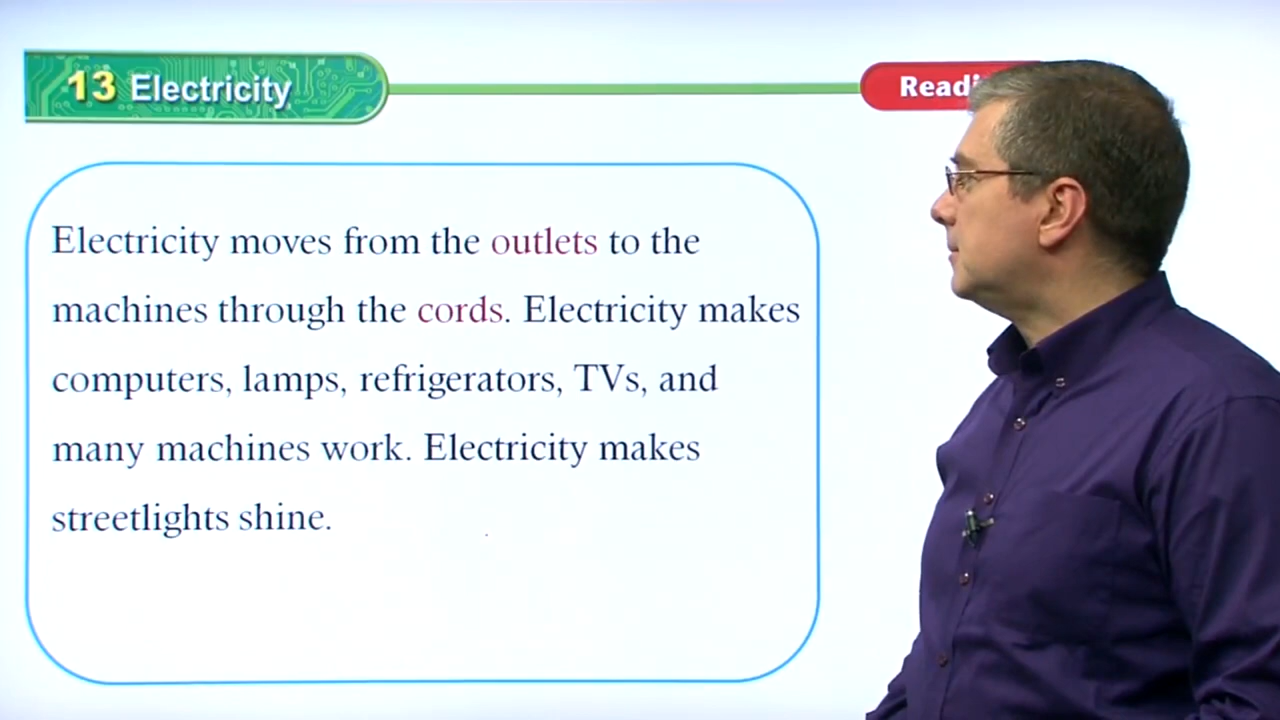 13 Electricity
Electricity moves from the outlets to the
machines through the cords. Electricity makes
computers, lamps, refrigerators, TVs, and
many machines work. Electricity makes
streetlights shine.